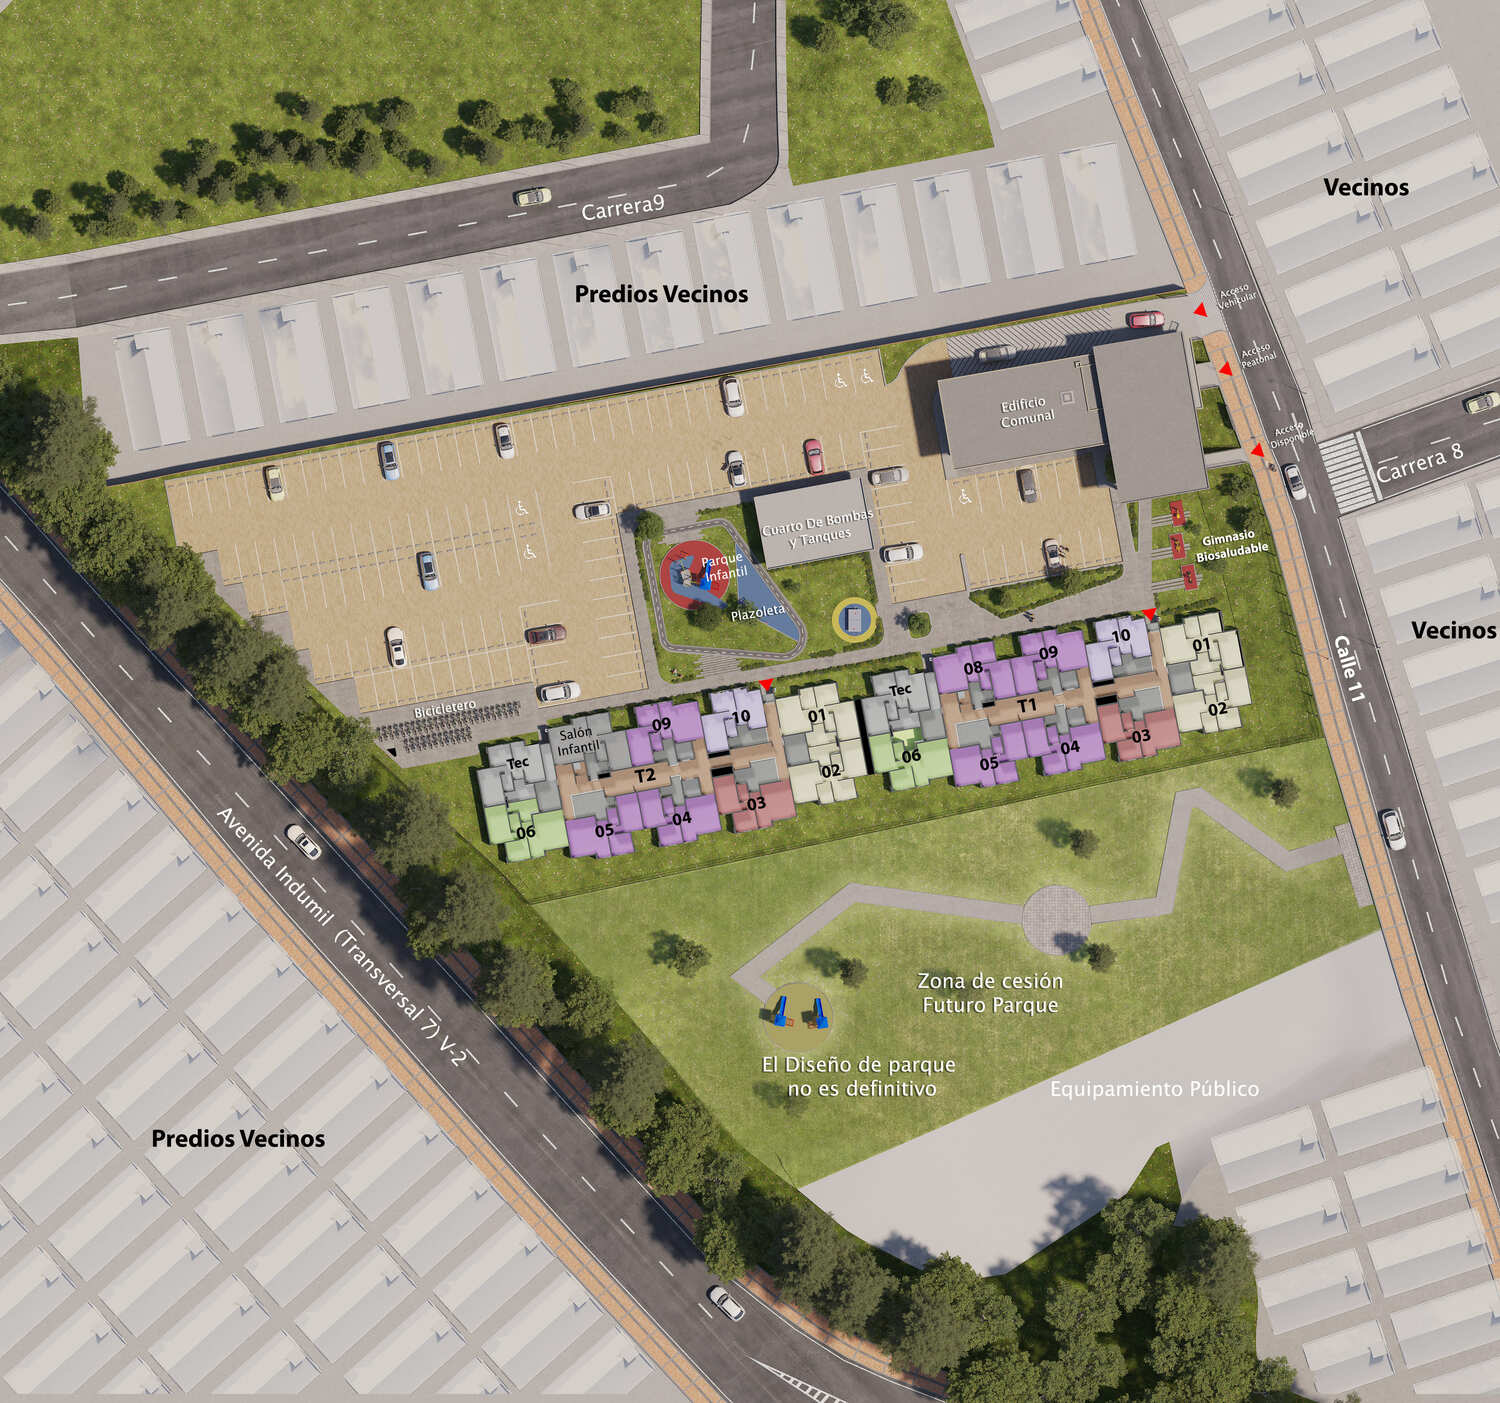 Carrera9
Vecinos
Predios Vecinos
Acceso
Vehicular
Acceso
Peatonal
Edificio
Comunal
Acceso
Disponible
Carrera 8
Cuarto De Bombas
y Tanques
Gimnasio
Biosaludable
Parque
Infantil
Plazoleta
Vecinos
Calle 11
10
01
09
08
Tec
T1
02
03
04
05
06
Bicicletero
10
01
09
Salón
Infantil
Tec
T2
02
03
04
05
06
Avenida Indumil (Transversal 7) V-2
Zona de cesión
Futuro Parque
El Diseño de parque
no es definitivo
Equipamiento Público
Predios Vecinos